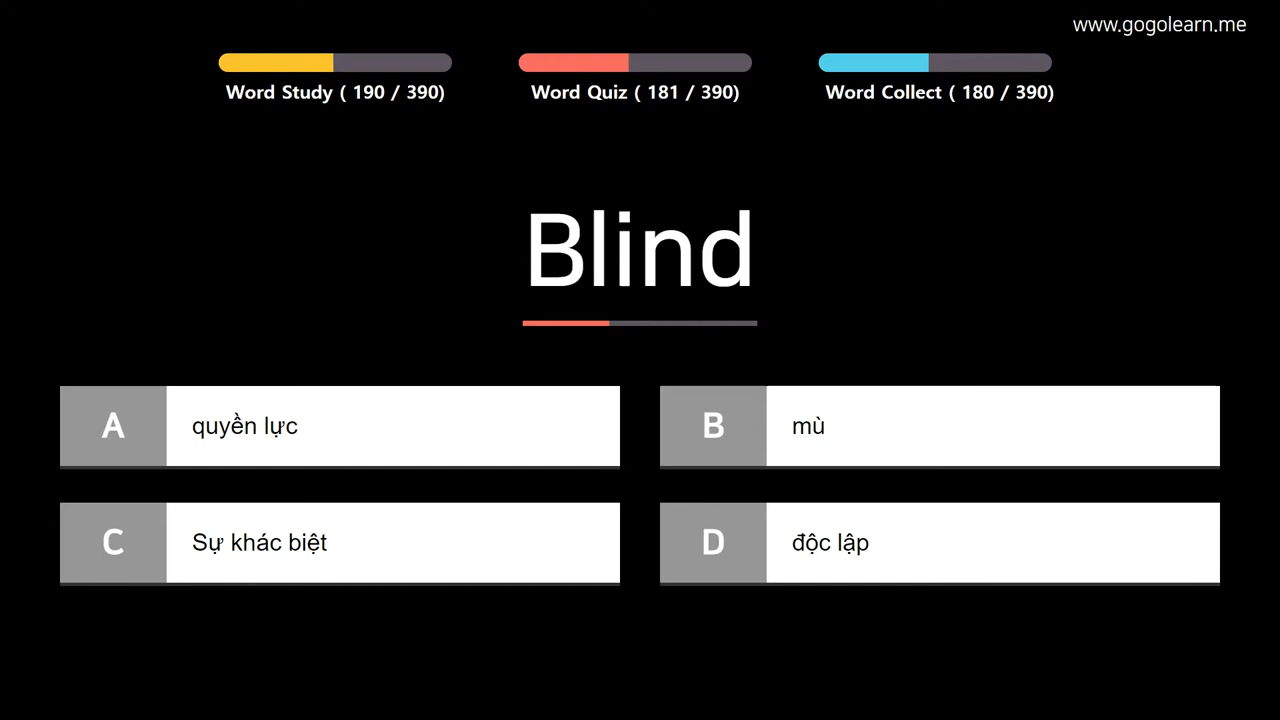 www.gogolearn.me
Word Study ( 190 / 390)
Word Quiz ( 181 / 390)
Word Collect ( 180 / 390)
Blind
A quyền lực
B mù
C Sự khác biệt
D độc lập